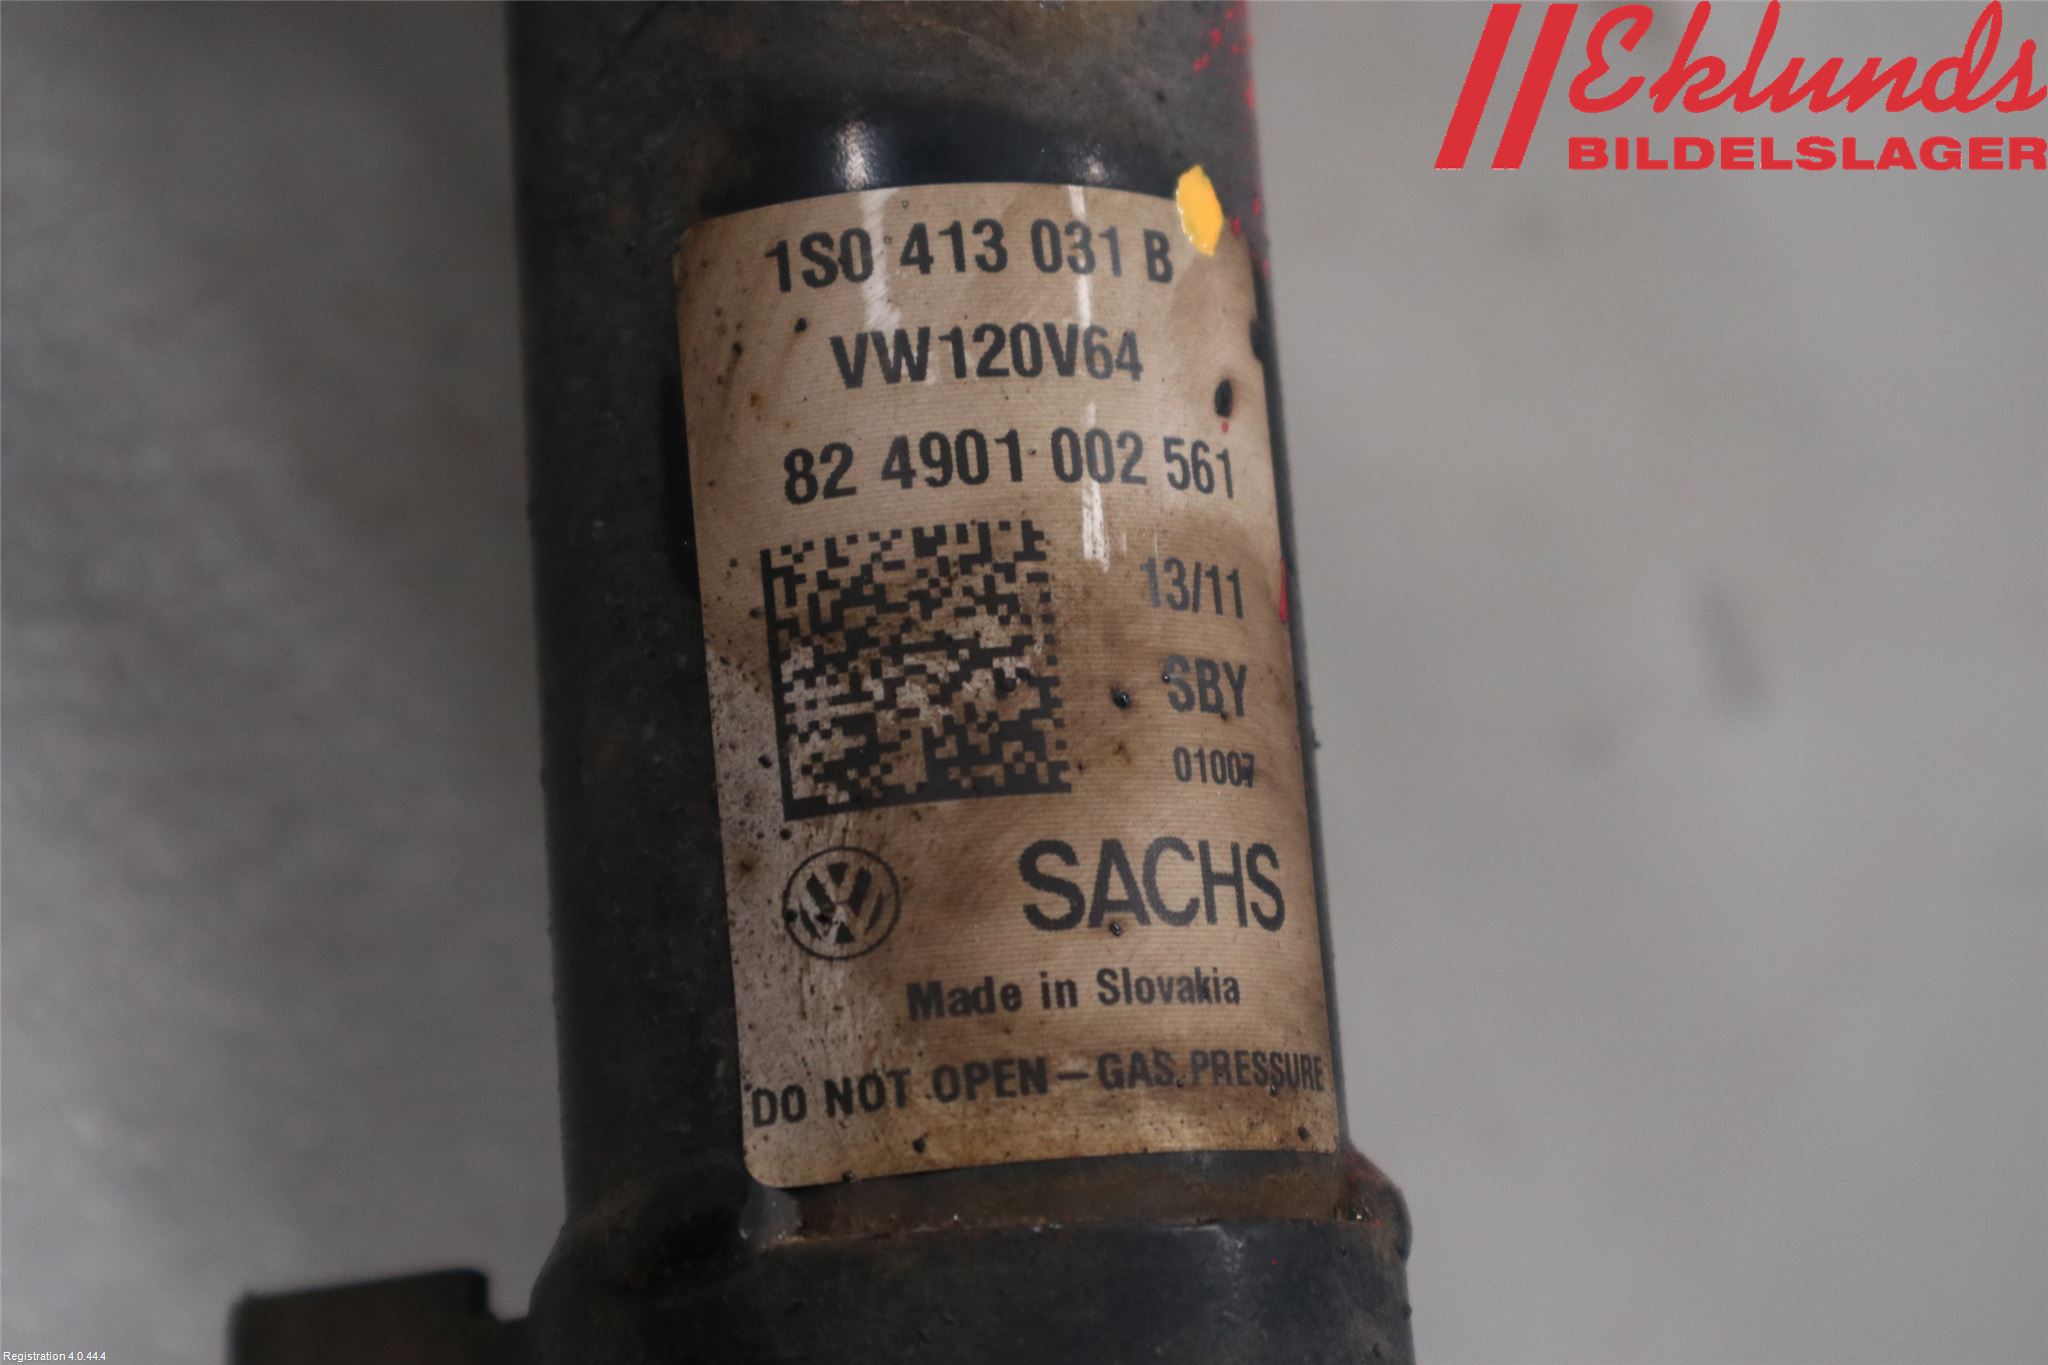 Eklunds
BILDELSLAGER
1S0 413 031 B
VW120V64
82 4901 002 561
13/11
SBY
01007
SACHS
Made in Slovakia
DO NOT OPEN – GAS PRESSURE
Registration 4.0.44.4